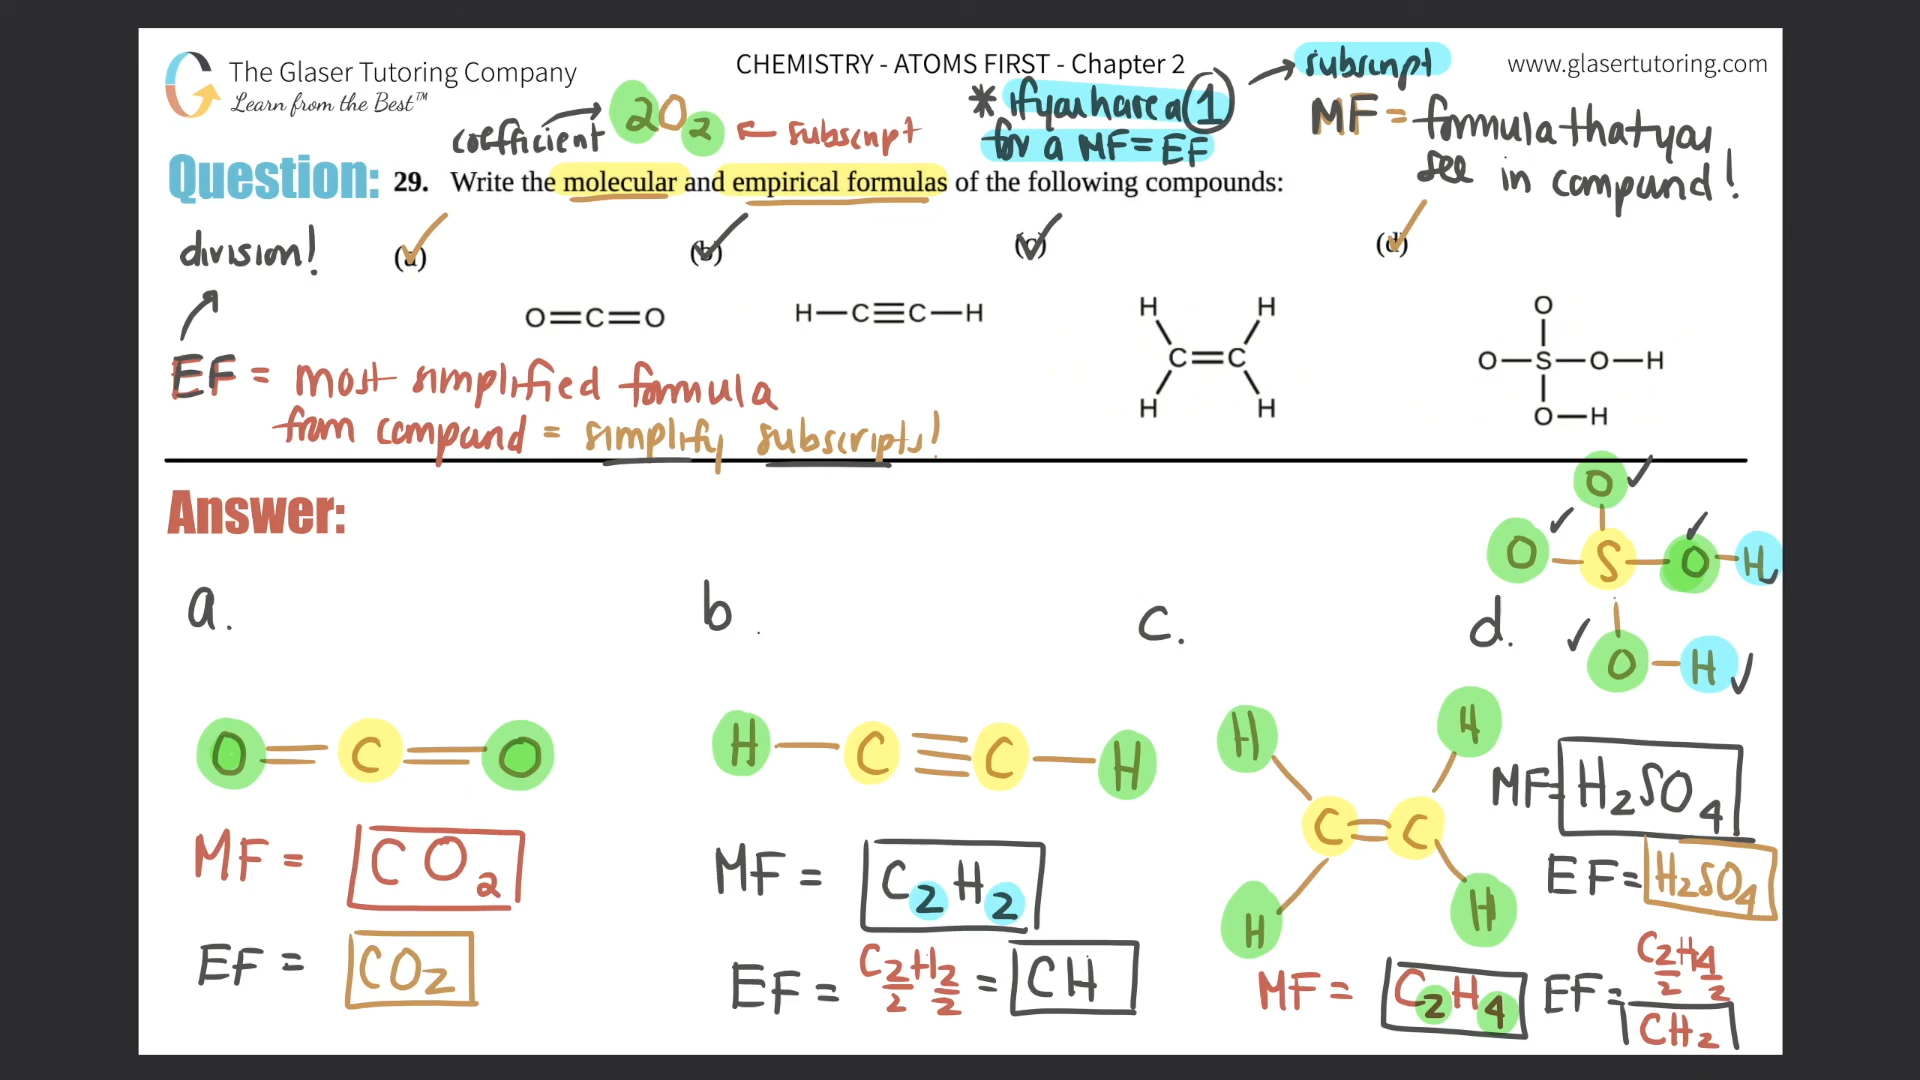 The Glaser Tutoring Company
Learn from the Best™
CHEMISTRY - ATOMS FIRST - Chapter 2
www.glasertutoring.com
coefficient → 2O₂ ← subscript
* If you have a 1 → subscript
for a MF = EF
MF = formula that you
see in compound!
Question: 29. Write the molecular and empirical formulas of the following compounds:
division!
(a) (b) (c) (d)
O=C=O
H—C≡C—H
H H
C=C
H H
O
O—S—O—H
O—H
EF = most simplified formula
from compound = simplify subscripts!
Answer:
O
O—S—O—H
O—H
a. b. c. d.
O=C=O
H—C≡C—H
H H
C=C
H H
MF = CO₂
EF = CO₂
MF = C₂H₂
EF = C₂/2 H₂/2 = CH
MF = C₂H₄
EF = C₂/2 H₄/2
CH₂
MF = H₂SO₄
EF = H₂SO₄